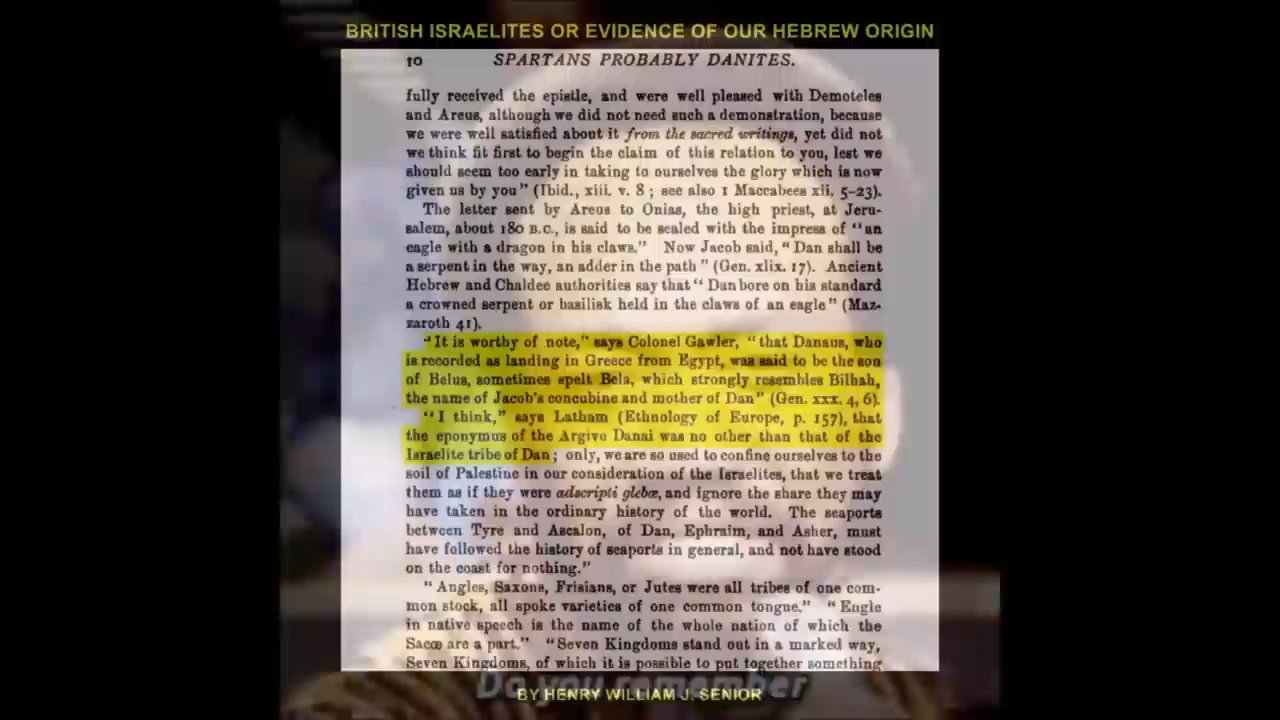 BRITISH ISRAELITES OR EVIDENCE OF OUR HEBREW ORIGIN
10 SPARTANS PROBABLY DANITES.
fully received the epistle, and were well pleased with Demoteles
and Areus, although we did not need such a demonstration, because
we were well satisfied about it from the sacred writings, yet did not
we think fit first to begin the claim of this relation to you, lest we
should seem too early in taking to ourselves the glory which is now
given us by you" (Ibid., xiii. v. 8 ; see also 1 Maccabees xii. 5-23).
The letter sent by Areus to Onias, the high priest, at Jeru-
salem, about 180 B.C., is said to be sealed with the impress of "an
eagle with a dragon in his claws." Now Jacob said, "Dan shall be
a serpent in the way, an adder in the path" (Gen. xlix. 17). Ancient
Hebrew and Chaldee authorities say that "Dan bore on his standard
a crowned serpent or basilisk held in the claws of an eagle" (Maz-
zaroth 41).
"It is worthy of note," says Colonel Gawler, "that Danaus, who
is recorded as landing in Greece from Egypt, was said to be the son
of Belus, sometimes spelt Bela, which strongly resembles Bilhah,
the name of Jacob's concubine and mother of Dan" (Gen. xxx. 4, 6).
"I think," says Latham (Ethnology of Europe, p. 157), that
the eponymus of the Argive Danai was no other than that of the
Israelite tribe of Dan ; only, we are so used to confine ourselves to the
soil of Palestine in our consideration of the Israelites, that we treat
them as if they were adscripti glebæ, and ignore the share they may
have taken in the ordinary history of the world. The seaports
between Tyre and Ascalon, of Dan, Ephraim, and Asher, must
have followed the history of seaports in general, and not have stood
on the coast for nothing."
"Angles, Saxons, Frisians, or Jutes were all tribes of one com-
mon stock, all spoke varieties of one common tongue." "Engle
in native speech is the name of the whole nation of which the
Sacæ are a part." "Seven Kingdoms stand out in a marked way,
Seven Kingdoms, of which it is possible to put together something
Do you remember
BY HENRY WILLIAM J. SENIOR